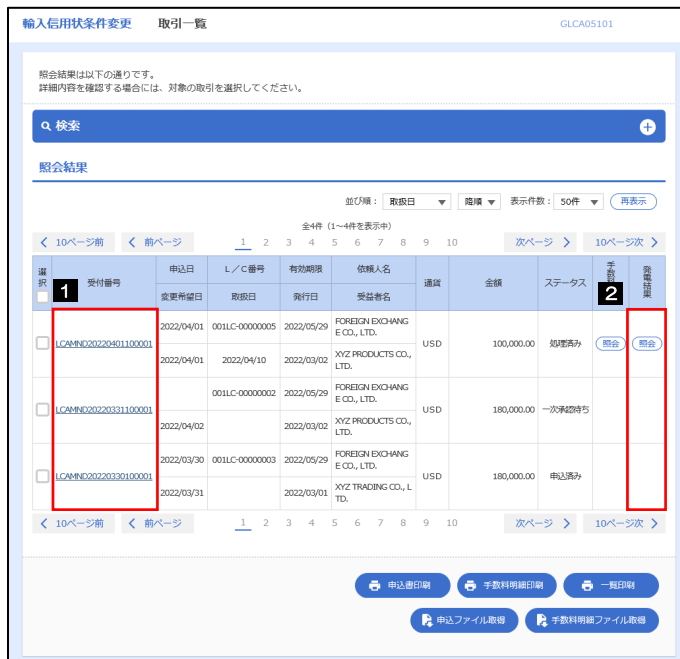 輸入信用状条件変更 取引一覧 GLCA05101
照会結果は以下の通りです。
詳細内容を確認する場合には、対象の取引を選択してください。
検索
照会結果
並び順： 取扱日 降順 表示件数： 50件 再表示
全4件（1～4件を表示中）
10ページ前 前ページ 1 2 3 4 5 6 7 8 9 10 次ページ 10ページ次
選択 1 受付番号 申込日 L／C番号 有効期限 依頼人名 通貨 金額 ステータス 手数料 2 発電結果
変更希望日 取扱日 発行日 受益者名
LCAMND20220401100001 2022/04/01 001LC-00000005 2022/05/29 FOREIGN EXCHANG
E CO., LTD. USD 100,000.00 処理済み 照会 照会
2022/04/01 2022/04/10 2022/03/02 XYZ PRODUCTS CO.,
LTD.
LCAMND20220331100001 001LC-00000002 2022/05/29 FOREIGN EXCHANG
E CO., LTD. USD 180,000.00 一次承認待ち
2022/04/02 2022/03/02 XYZ PRODUCTS CO.,
LTD.
LCAMND20220330100001 2022/03/30 001LC-00000003 2022/05/29 FOREIGN EXCHANG
E CO., LTD. USD 180,000.00 申込済み
2022/03/31 2022/03/01 XYZ TRADING CO., L
TD.
10ページ前 前ページ 1 2 3 4 5 6 7 8 9 10 次ページ 10ページ次
申込書印刷 手数料明細印刷 一覧印刷
申込ファイル取得 手数料明細ファイル取得